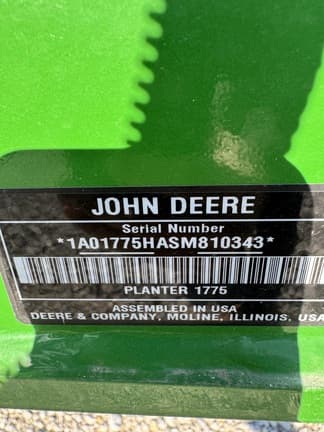 JOHN DEERE
Serial Number
*1A01775HASM810343*
PLANTER 1775
ASSEMBLED IN USA
DEERE & COMPANY, MOLINE, ILLINOIS, USA